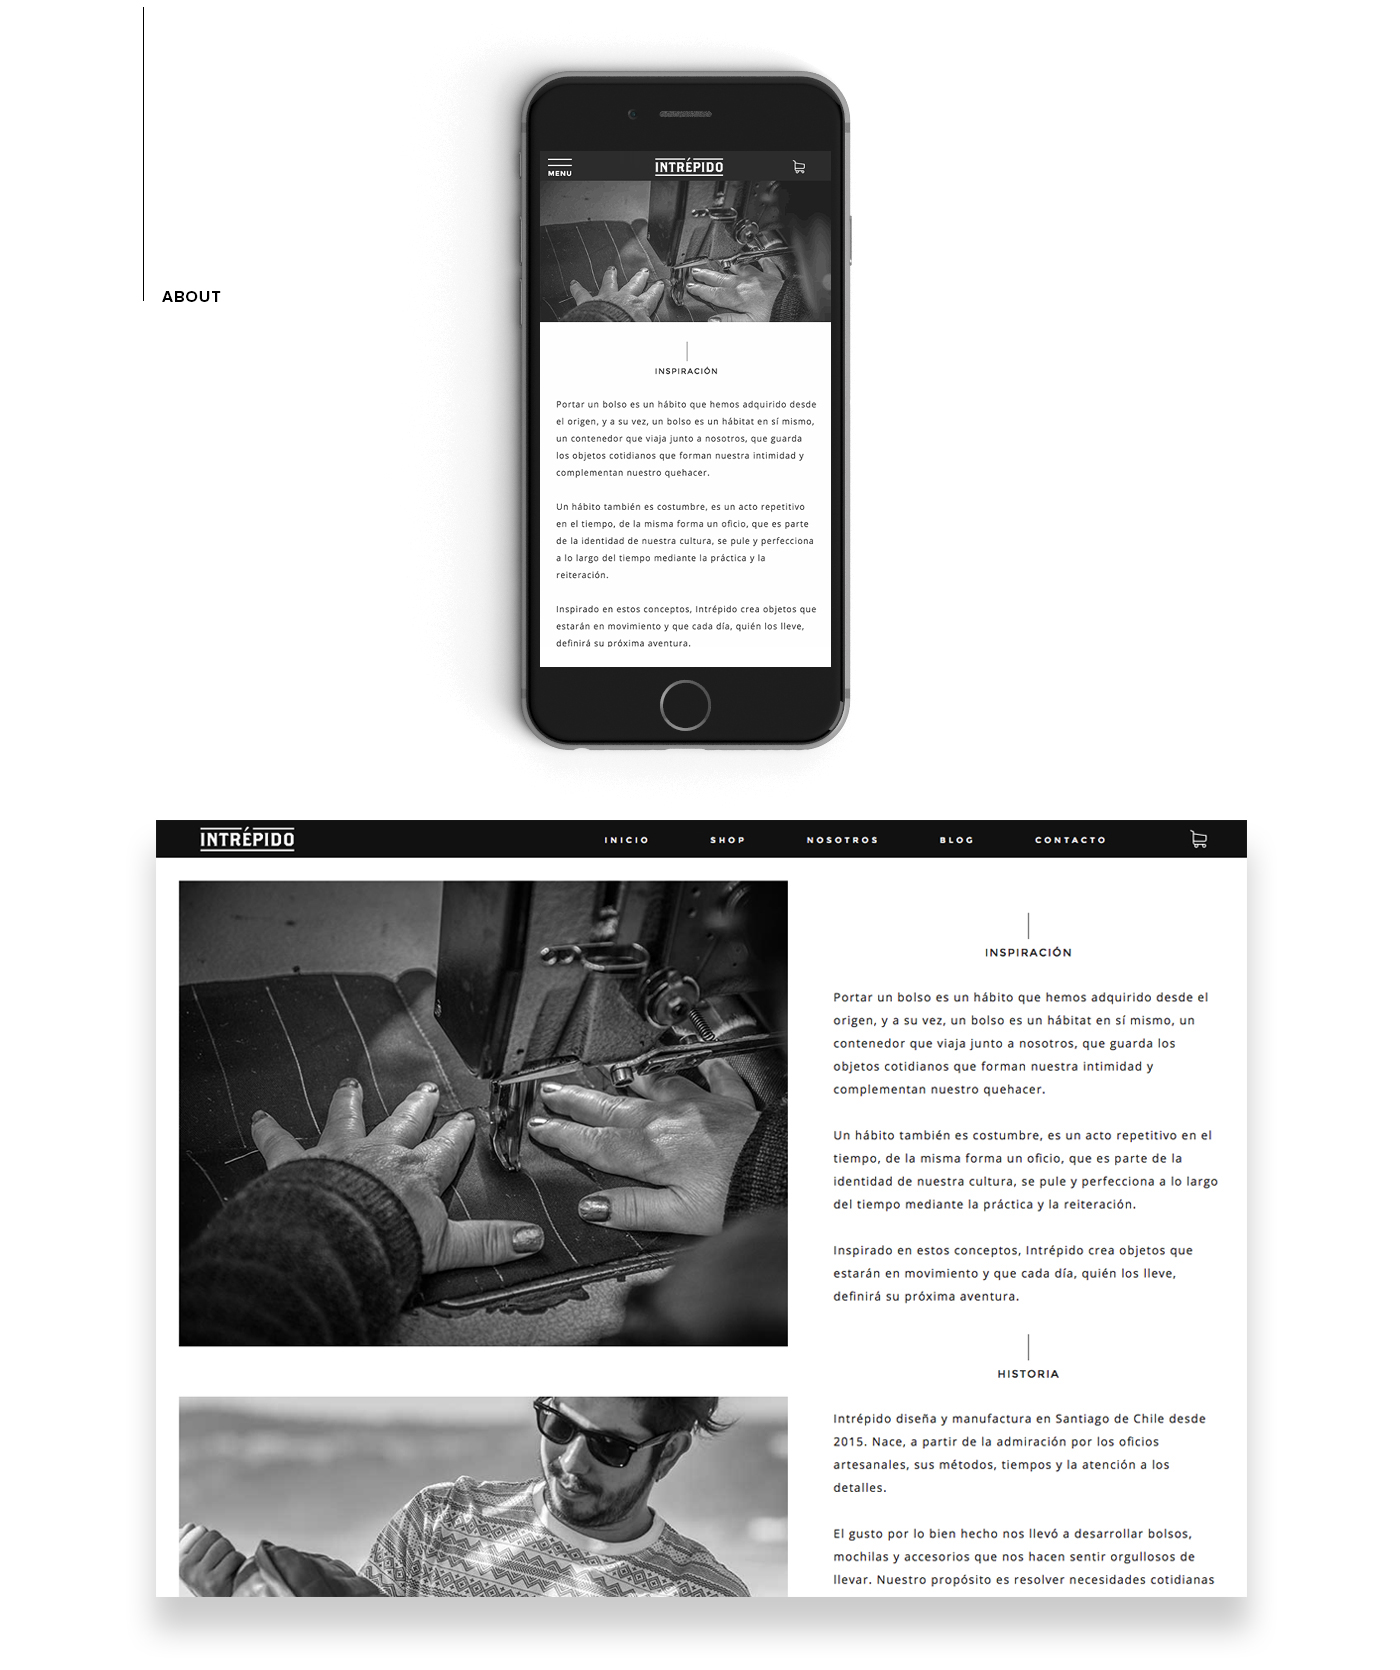 ABOUT
MENU
INTRÉPIDO
INSPIRACIÓN
Portar un bolso es un hábito que hemos adquirido desde
el origen, y a su vez, un bolso es un hábitat en sí mismo,
un contenedor que viaja junto a nosotros, que guarda
los objetos cotidianos que forman nuestra intimidad y
complementan nuestro quehacer.
Un hábito también es costumbre, es un acto repetitivo
en el tiempo, de la misma forma un oficio, que es parte
de la identidad de nuestra cultura, se pule y perfecciona
a lo largo del tiempo mediante la práctica y la
reiteración.
Inspirado en estos conceptos, Intrépido crea objetos que
estarán en movimiento y que cada día, quién los lleve,
definirá su próxima aventura.
INTRÉPIDO
INICIO
SHOP
NOSOTROS
BLOG
CONTACTO
INSPIRACIÓN
Portar un bolso es un hábito que hemos adquirido desde el
origen, y a su vez, un bolso es un hábitat en sí mismo, un
contenedor que viaja junto a nosotros, que guarda los
objetos cotidianos que forman nuestra intimidad y
complementan nuestro quehacer.
Un hábito también es costumbre, es un acto repetitivo en el
tiempo, de la misma forma un oficio, que es parte de la
identidad de nuestra cultura, se pule y perfecciona a lo largo
del tiempo mediante la práctica y la reiteración.
Inspirado en estos conceptos, Intrépido crea objetos que
estarán en movimiento y que cada día, quién los lleve,
definirá su próxima aventura.
HISTORIA
Intrépido diseña y manufactura en Santiago de Chile desde
2015. Nace, a partir de la admiración por los oficios
artesanales, sus métodos, tiempos y la atención a los
detalles.
El gusto por lo bien hecho nos llevó a desarrollar bolsos,
mochilas y accesorios que nos hacen sentir orgullosos de
llevar. Nuestro propósito es resolver necesidades cotidianas